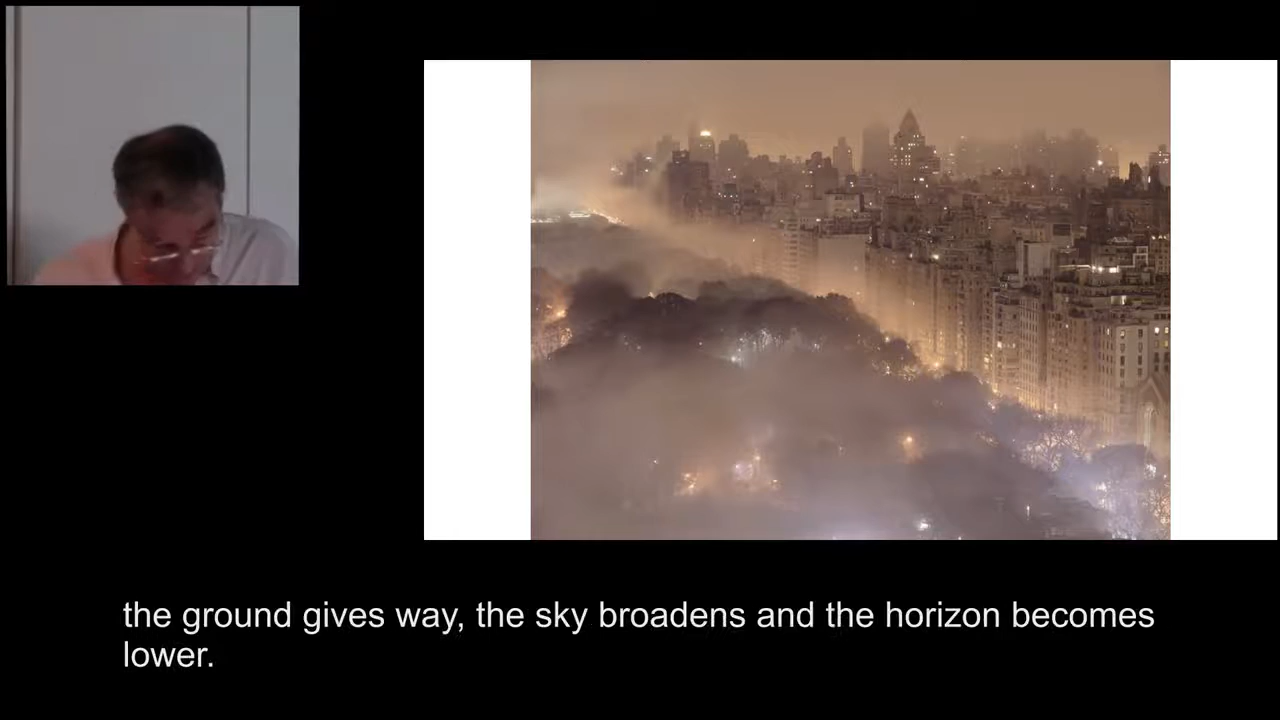 the ground gives way, the sky broadens and the horizon becomes
lower.